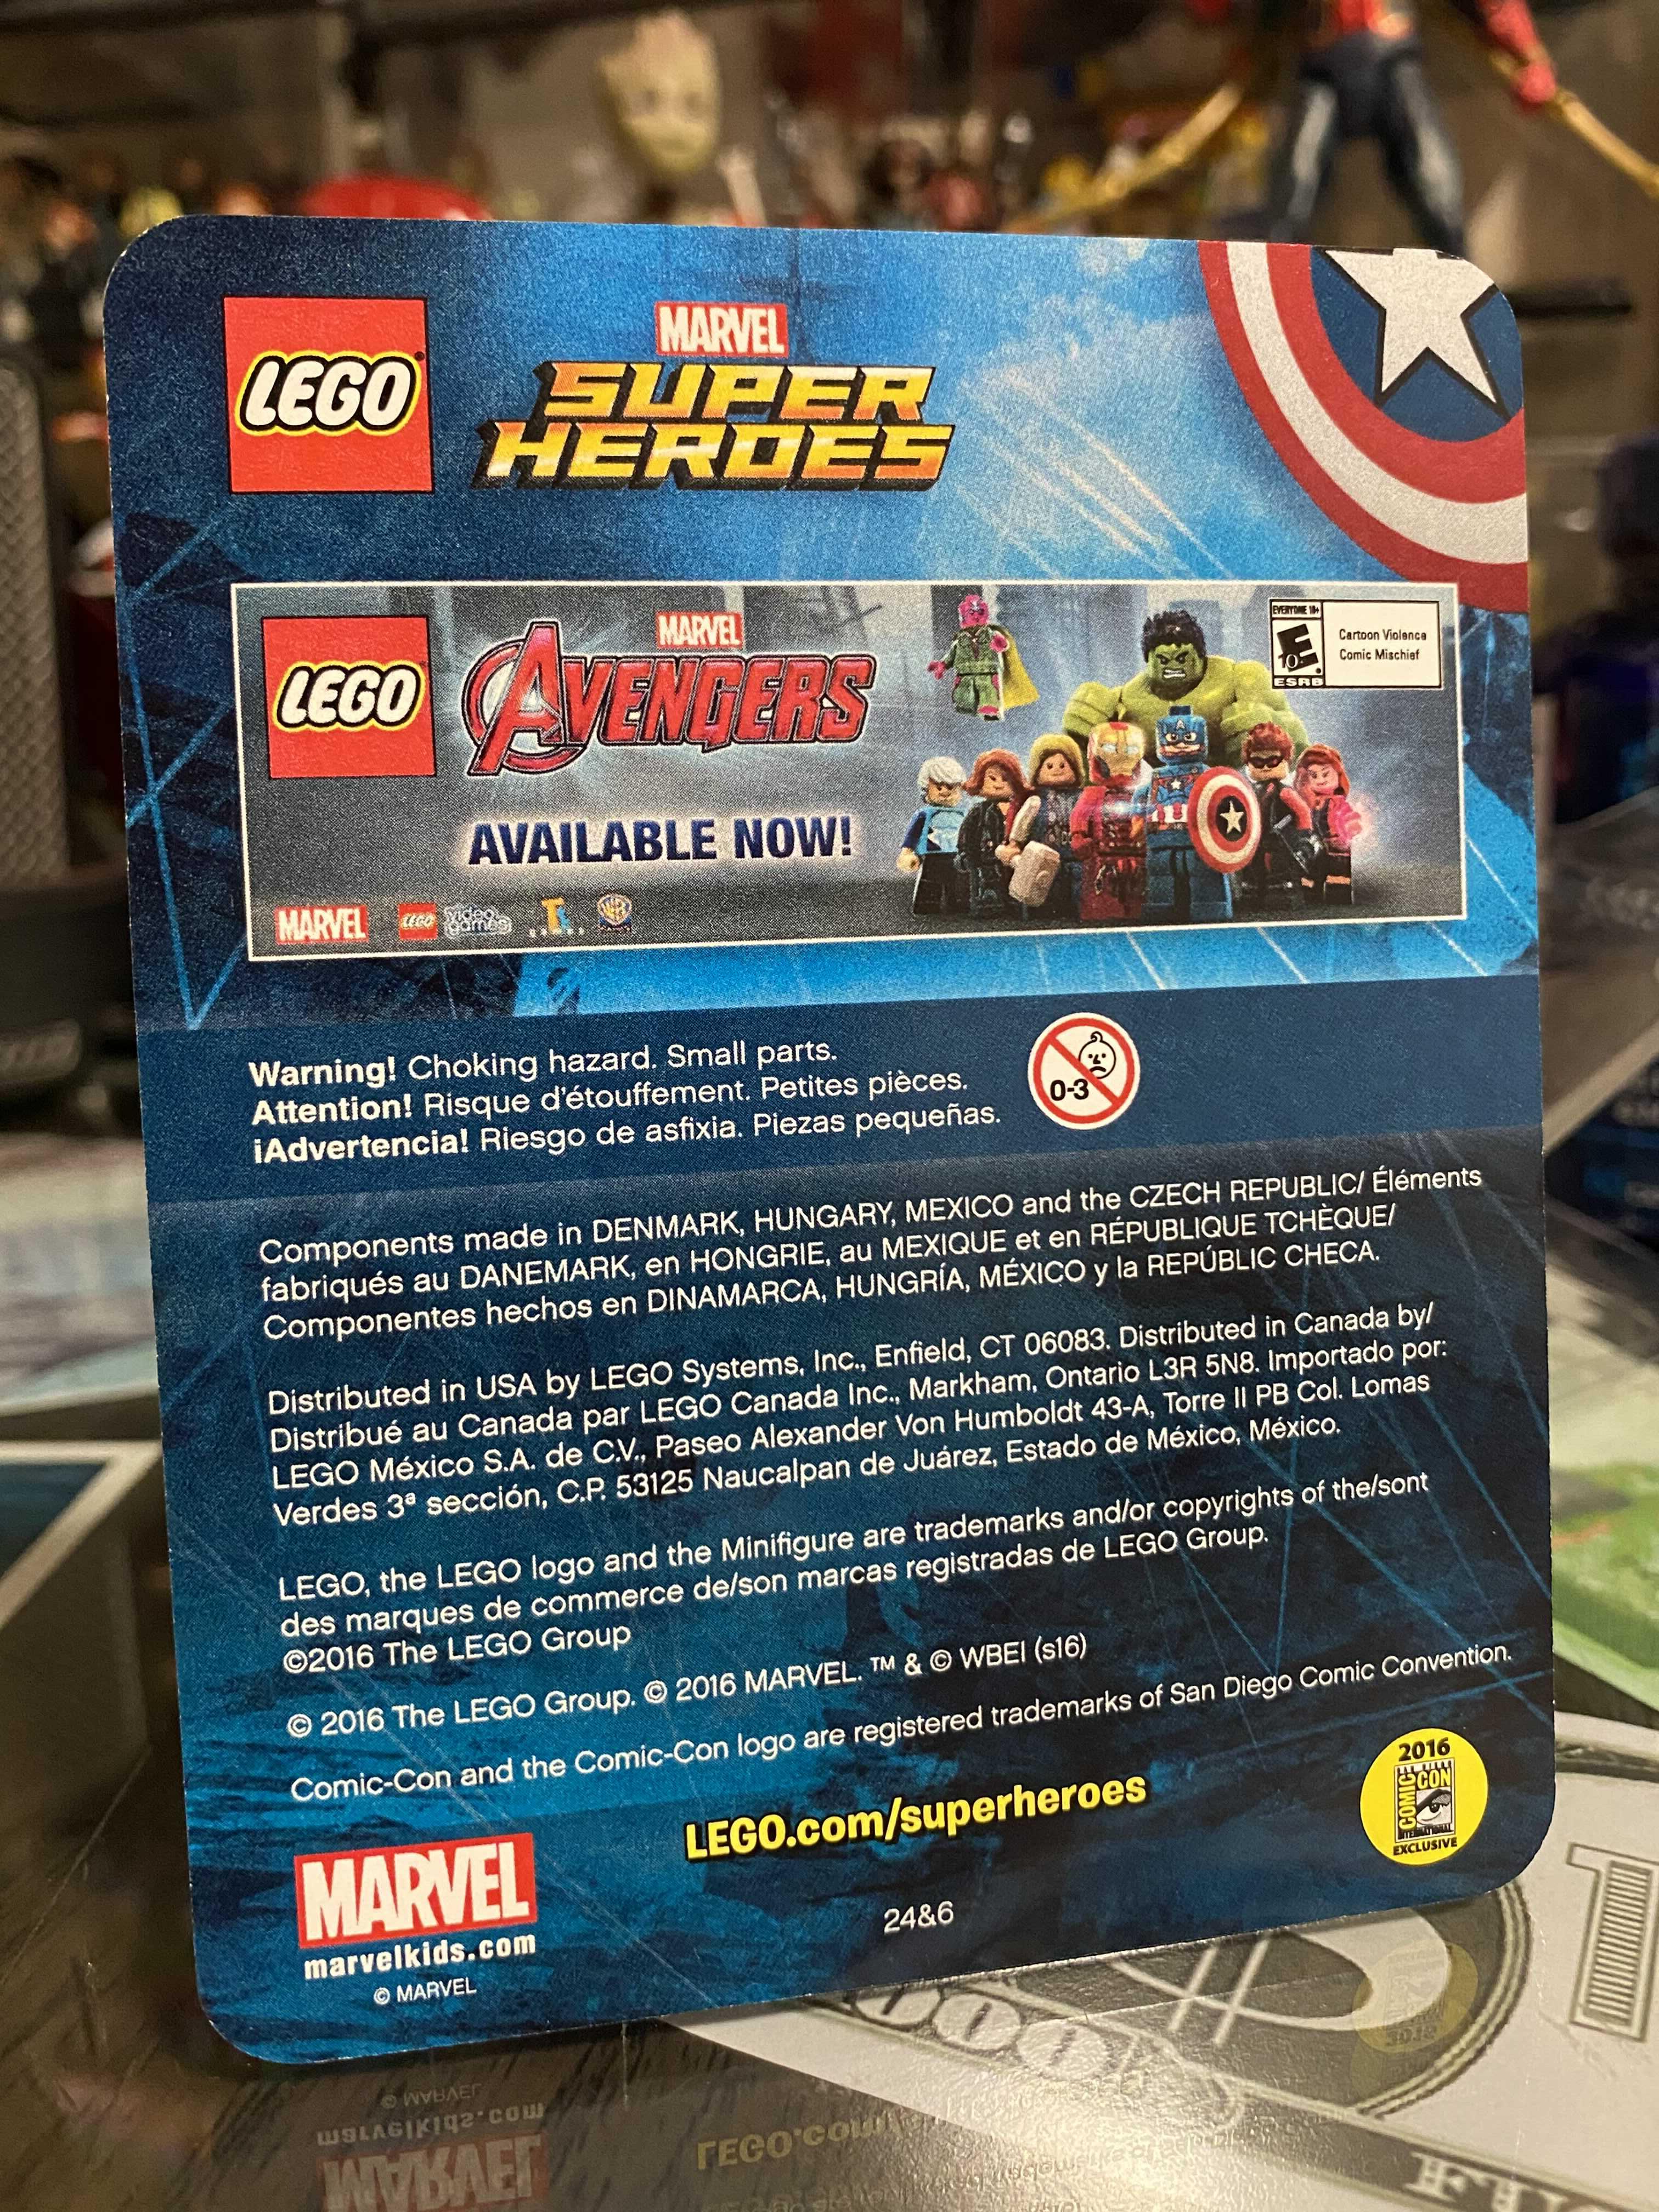 LEGO
MARVEL
SUPER
HEROES
LEGO
MARVEL
AVENGERS
AVAILABLE NOW!
EVERYONE 10+
E
10+
ESRB
Cartoon Violence
Comic Mischief
MARVEL
LEGO
video
games
WB
Warning! Choking hazard. Small parts.
Attention! Risque d'étouffement. Petites pièces.
¡Advertencia! Riesgo de asfixia. Piezas pequeñas.
0-3
Components made in DENMARK, HUNGARY, MEXICO and the CZECH REPUBLIC/ Éléments
fabriqués au DANEMARK, en HONGRIE, au MEXIQUE et en RÉPUBLIQUE TCHÈQUE/
Componentes hechos en DINAMARCA, HUNGRÍA, MÉXICO y la REPÚBLIC CHECA.
Distributed in USA by LEGO Systems, Inc., Enfield, CT 06083. Distributed in Canada by/
Distribué au Canada par LEGO Canada Inc., Markham, Ontario L3R 5N8. Importado por:
LEGO México S.A. de C.V., Paseo Alexander Von Humboldt 43-A, Torre II PB Col. Lomas
Verdes 3ª sección, C.P. 53125 Naucalpan de Juárez, Estado de México, México.
LEGO, the LEGO logo and the Minifigure are trademarks and/or copyrights of the/sont
des marques de commerce de/son marcas registradas de LEGO Group.
©2016 The LEGO Group
© 2016 The LEGO Group. © 2016 MARVEL. ™ & © WBEI (s16)
Comic-Con and the Comic-Con logo are registered trademarks of San Diego Comic Convention.
LEGO.com/superheroes
2016
SAN DIEGO
COMIC CON
INTERNATIONAL
EXCLUSIVE
MARVEL
marvelkids.com
© MARVEL
24&6